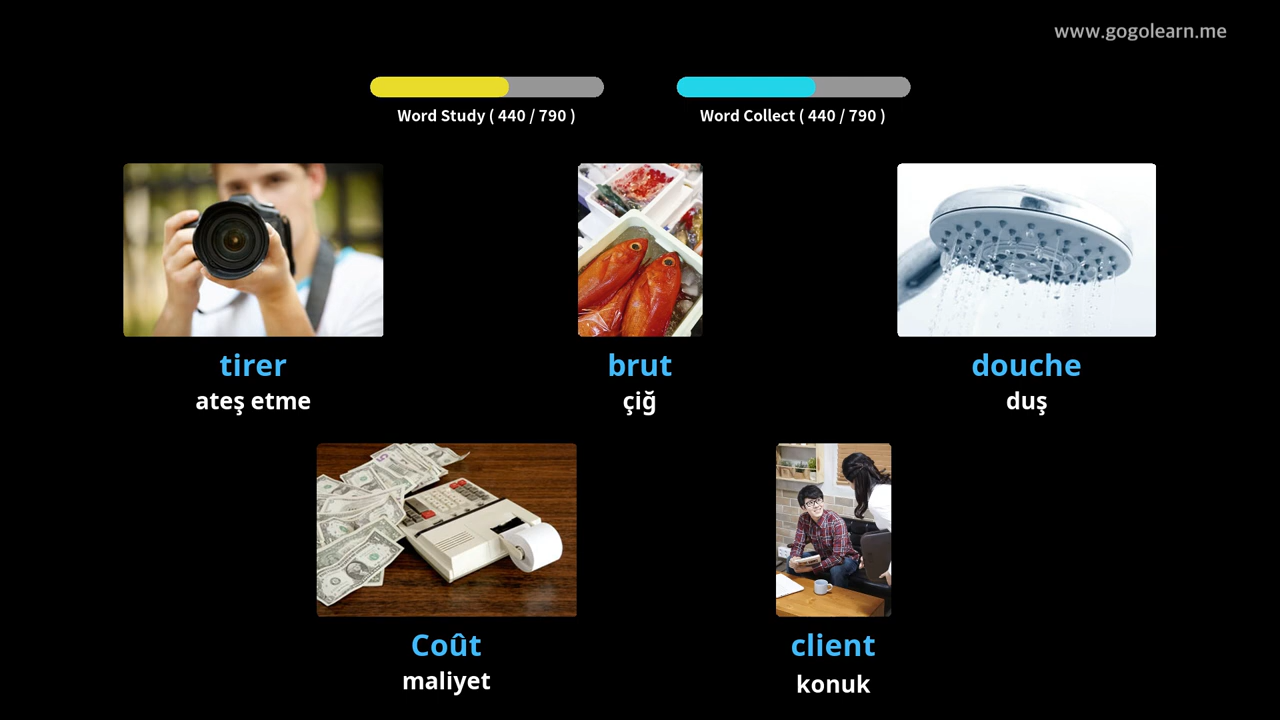 www.gogolearn.me
Word Study ( 440 / 790 )
Word Collect ( 440 / 790 )
tirer
ateş etme
brut
çiğ
douche
duş
Coût
maliyet
client
konuk